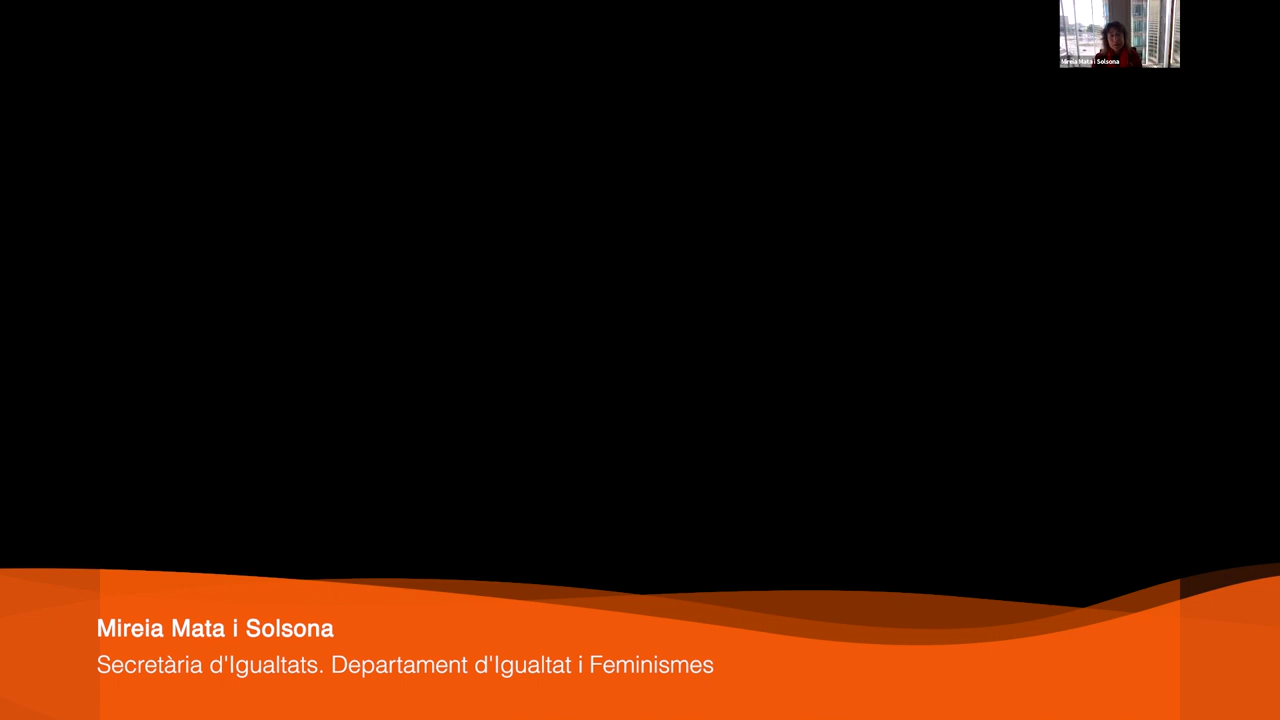 Mireia Mata i Solsona
Mireia Mata i Solsona
Secretària d'Igualtats. Departament d'Igualtat i Feminismes